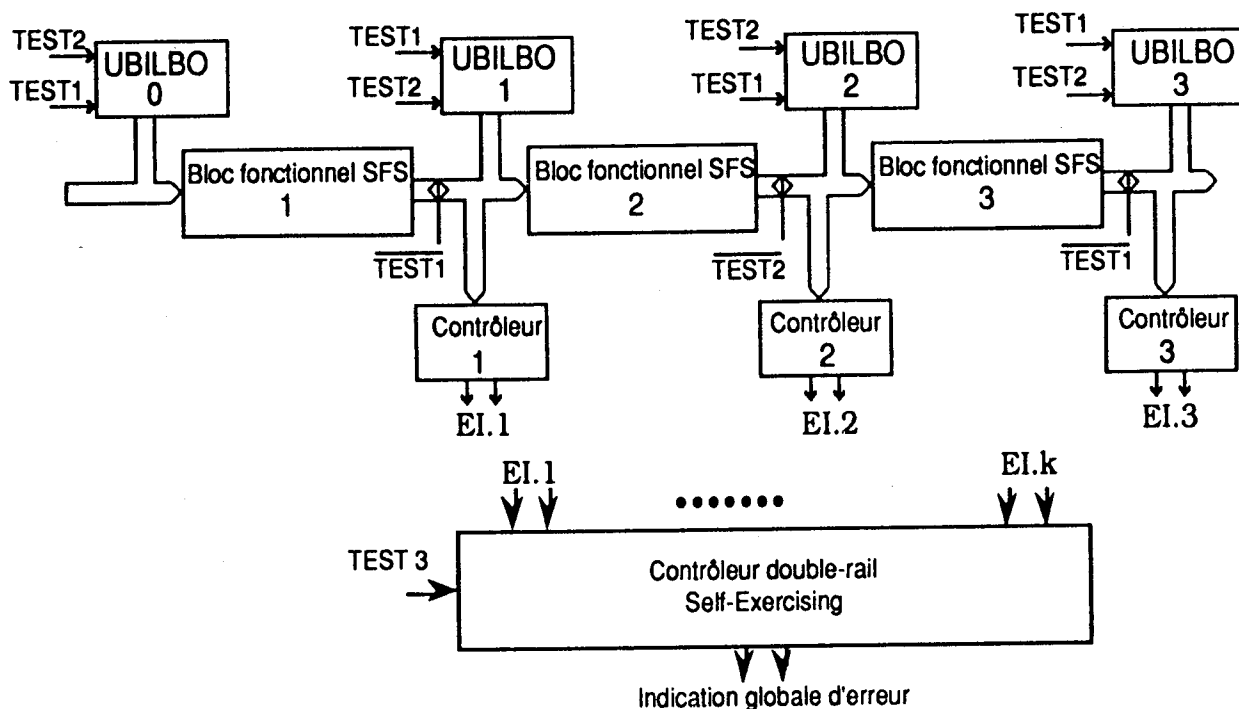 TEST2
TEST1
UBILBO
0
TEST1
TEST2
UBILBO
1
TEST2
TEST1
UBILBO
2
TEST1
TEST2
UBILBO
3
Bloc fonctionnel SFS
1
Bloc fonctionnel SFS
2
Bloc fonctionnel SFS
3
TEST1
TEST2
TEST1
Contrôleur
1
Contrôleur
2
Contrôleur
3
EI.1
EI.2
EI.3
EI.1
EI.k
TEST 3
Contrôleur double-rail
Self-Exercising
Indication globale d'erreur